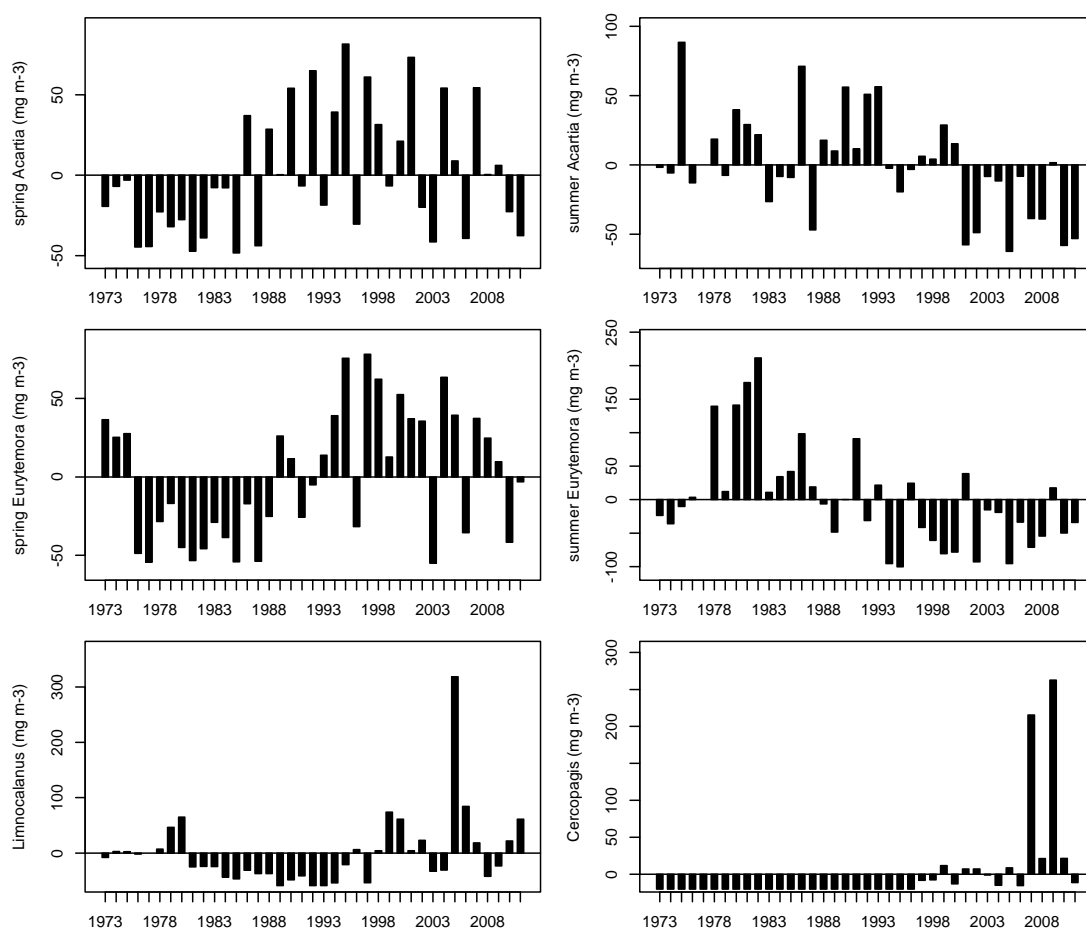 spring Acartia (mg m-3)
50
0
-50
1973 1978 1983 1988 1993 1998 2003 2008
summer Acartia (mg m-3)
100
50
0
-50
1973 1978 1983 1988 1993 1998 2003 2008
spring Eurytemora (mg m-3)
50
0
-50
1973 1978 1983 1988 1993 1998 2003 2008
summer Eurytemora (mg m-3)
250
150
50
0
-100
1973 1978 1983 1988 1993 1998 2003 2008
Limnocalanus (mg m-3)
300
200
100
0
1973 1978 1983 1988 1993 1998 2003 2008
Cercopagis (mg m-3)
300
200
100
50
0
1973 1978 1983 1988 1993 1998 2003 2008